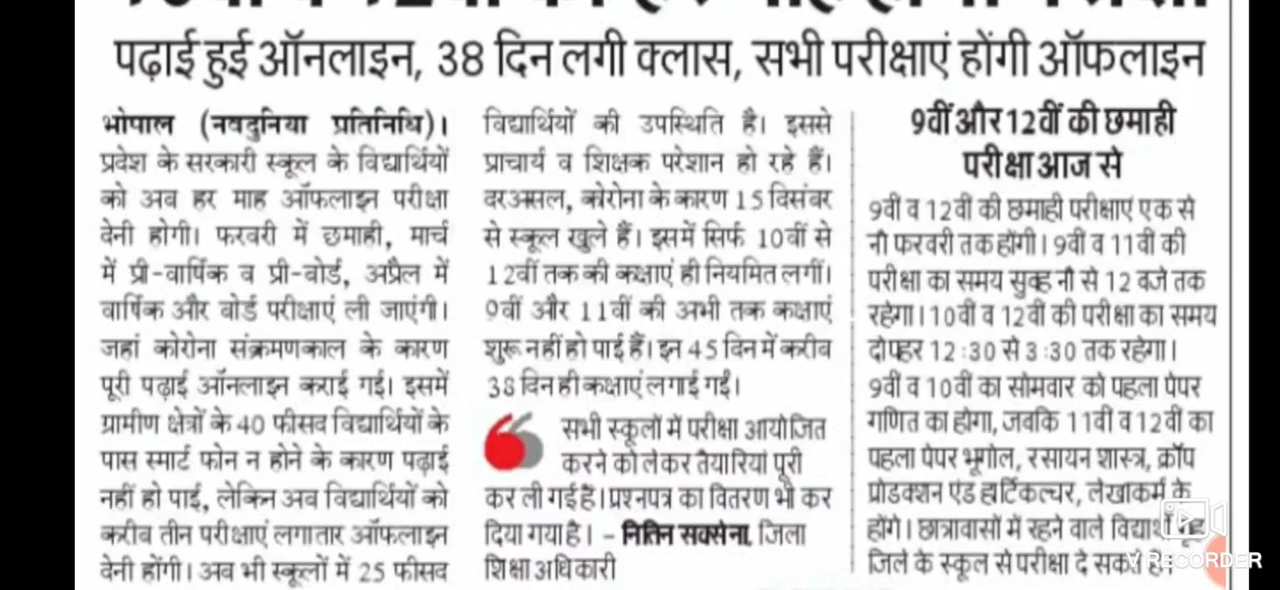 पढ़ाई हुई ऑनलाइन, 38 दिन लगी क्लास, सभी परीक्षाएं होंगी ऑफलाइन
भोपाल (नवदुनिया प्रतिनिधि)।
प्रदेश के सरकारी स्कूल के विद्यार्थियों
को अब हर माह ऑफलाइन परीक्षा
देनी होगी। फरवरी में छमाही, मार्च
में प्री-वार्षिक व प्री-बोर्ड, अप्रैल में
वार्षिक और बोर्ड परीक्षाएं ली जाएंगी।
जहां कोरोना संक्रमणकाल के कारण
पूरी पढ़ाई ऑनलाइन कराई गई। इसमें
ग्रामीण क्षेत्रों के 40 फीसद विद्यार्थियों के
पास स्मार्ट फोन न होने के कारण पढ़ाई
नहीं हो पाई, लेकिन अब विद्यार्थियों को
करीब तीन परीक्षाएं लगातार ऑफलाइन
देनी होंगी। अब भी स्कूलों में 25 फीसद
विद्यार्थियों की उपस्थिति है। इससे
प्राचार्य व शिक्षक परेशान हो रहे हैं।
दरअसल, कोरोना के कारण 15 दिसंबर
से स्कूल खुले हैं। इसमें सिर्फ 10वीं से
12वीं तक की कक्षाएं ही नियमित लगीं।
9वीं और 11वीं की अभी तक कक्षाएं
शुरू नहीं हो पाई हैं। इन 45 दिन में करीब
38 दिन ही कक्षाएं लगाई गईं।
सभी स्कूलों में परीक्षा आयोजित
करने को लेकर तैयारियां पूरी
कर ली गई हैं। प्रश्नपत्र का वितरण भी कर
दिया गया है। - नितिन सक्सेना, जिला
शिक्षा अधिकारी
9वीं और 12वीं की छमाही
परीक्षा आज से
9वीं व 12वीं की छमाही परीक्षाएं एक से
नौ फरवरी तक होंगी। 9वीं व 11वीं की
परीक्षा का समय सुबह नौ से 12 बजे तक
रहेगा। 10वीं व 12वीं की परीक्षा का समय
दोपहर 12:30 से 3:30 तक रहेगा।
9वीं व 10वीं का सोमवार को पहला पेपर
गणित का होगा, जबकि 11वीं व 12वीं का
पहला पेपर भूगोल, रसायन शास्त्र, क्रॉप
प्रोडक्शन एंड हार्टिकल्चर, लेखाकर्म के
होंगे। छात्रावासों में रहने वाले विद्यार्थी गृह
जिले के स्कूल से परीक्षा दे सकते हैं।
V RECORDER